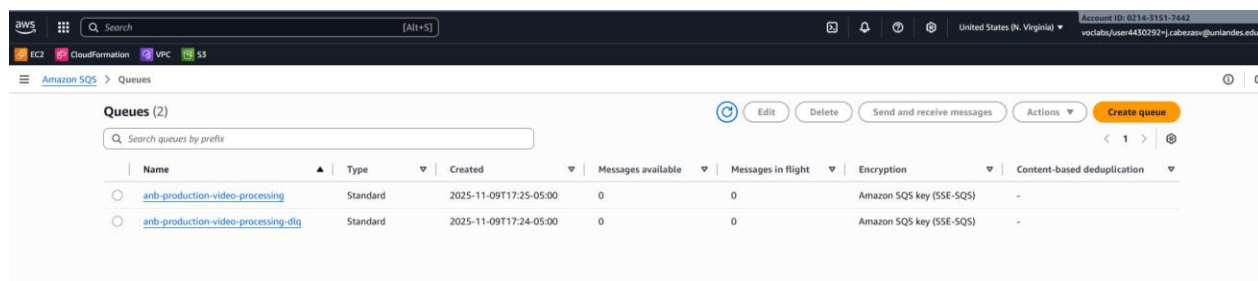 aws Search [Alt+S] United States (N. Virginia) Account ID: 0214-3151-7442
voclabs/user4430292=j.cabezasv@uniandes.edu
EC2 CloudFormation VPC S3
Amazon SQS > Queues
Queues (2) Edit Delete Send and receive messages Actions Create queue
Search queues by prefix 1
Name Type Created Messages available Messages in flight Encryption Content-based deduplication
anb-production-video-processing Standard 2025-11-09T17:25-05:00 0 0 Amazon SQS key (SSE-SQS) -
anb-production-video-processing-dlq Standard 2025-11-09T17:24-05:00 0 0 Amazon SQS key (SSE-SQS) -